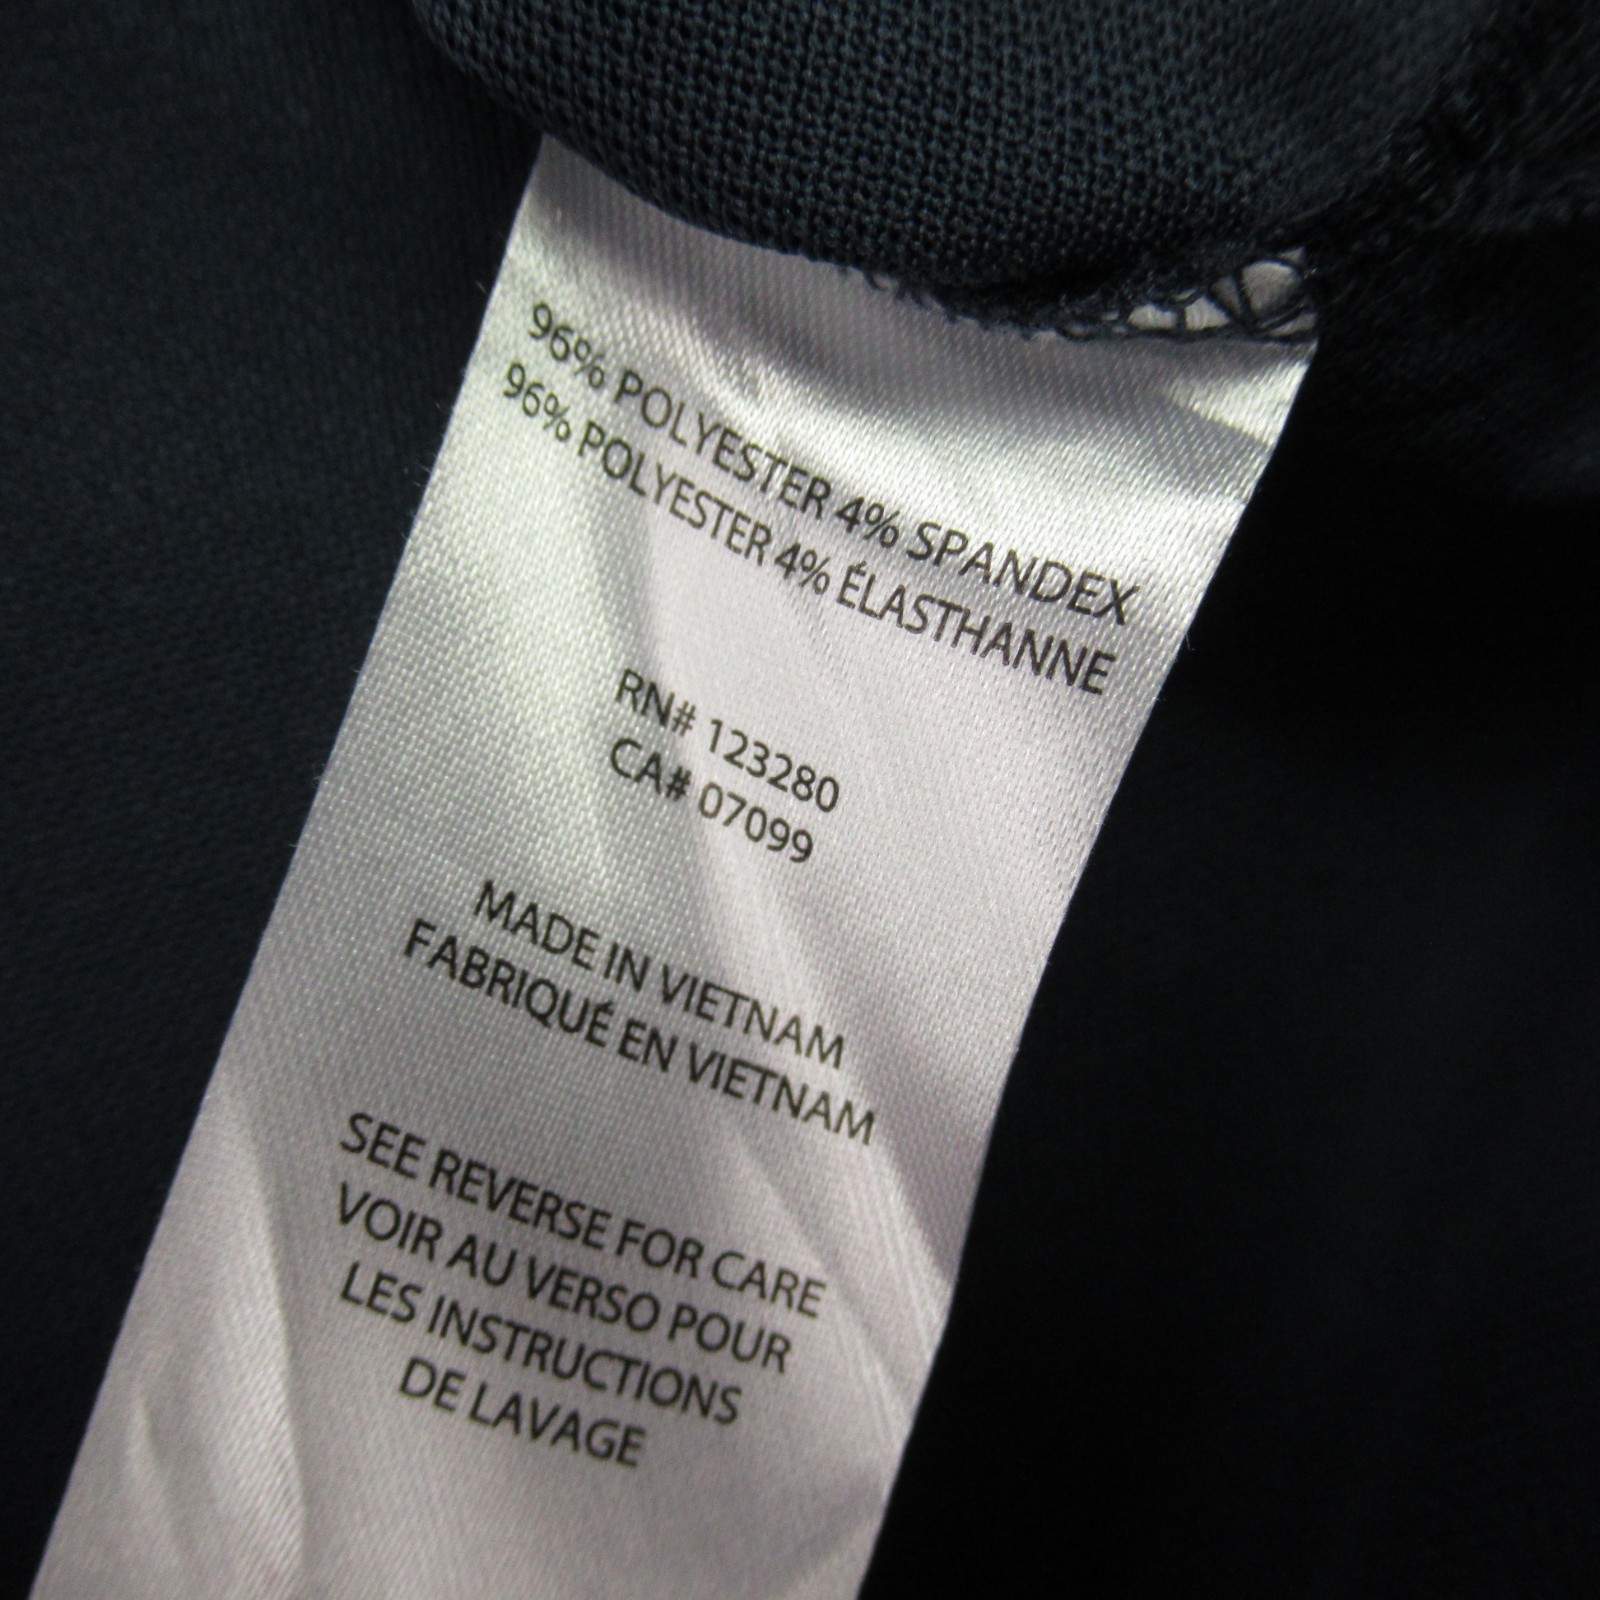 96% POLYESTER 4% SPANDEX
96% POLYESTER 4% ÉLASTHANNE
RN# 123280
CA# 07099
MADE IN VIETNAM
FABRIQUÉ EN VIETNAM
SEE REVERSE FOR CARE
VOIR AU VERSO POUR
LES INSTRUCTIONS
DE LAVAGE